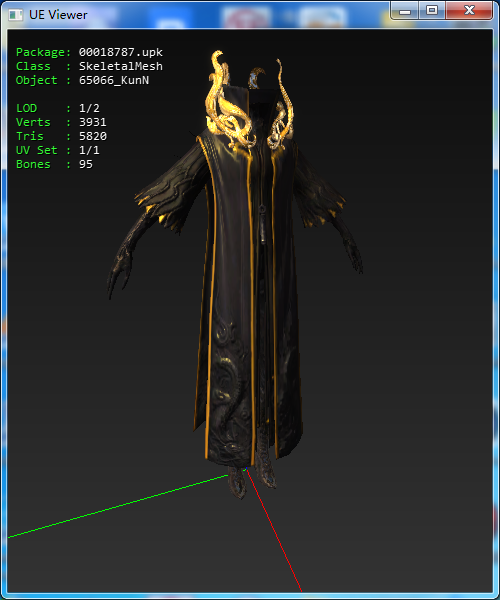 UE Viewer
Package: 00018787.upk
Class : SkeletalMesh
Object : 65066_KunN
LOD : 1/2
Verts : 3931
Tris : 5820
UV Set : 1/1
Bones : 95